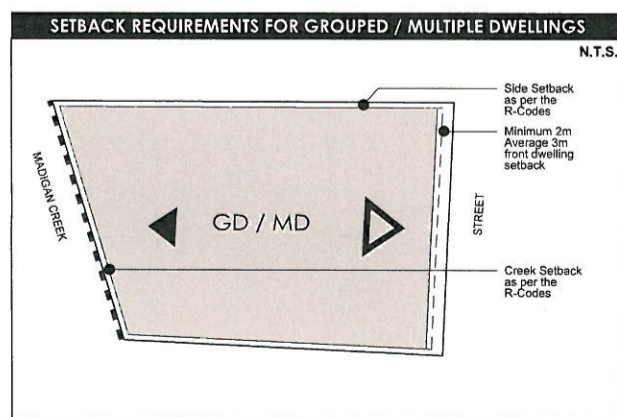 SETBACK REQUIREMENTS FOR GROUPED / MULTIPLE DWELLINGS
N.T.S.
Side Setback
as per the
R-Codes
Minimum 2m
Average 3m
front dwelling
setback
MADIGAN CREEK
GD / MD
STREET
Creek Setback
as per the
R-Codes